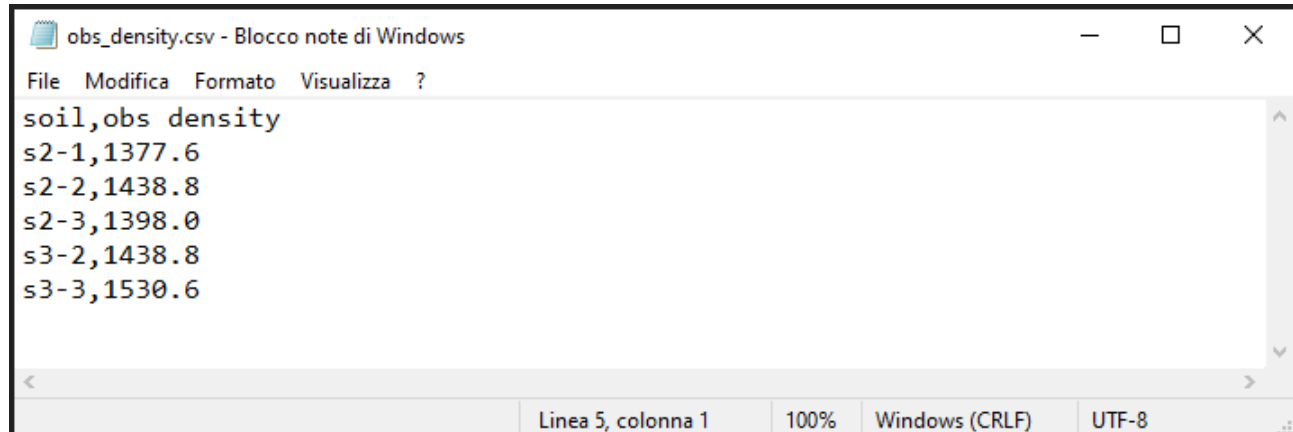 obs_density.csv - Blocco note di Windows
File Modifica Formato Visualizza ?
soil,obs density
s2-1,1377.6
s2-2,1438.8
s2-3,1398.0
s3-2,1438.8
s3-3,1530.6
Linea 5, colonna 1 100% Windows (CRLF) UTF-8